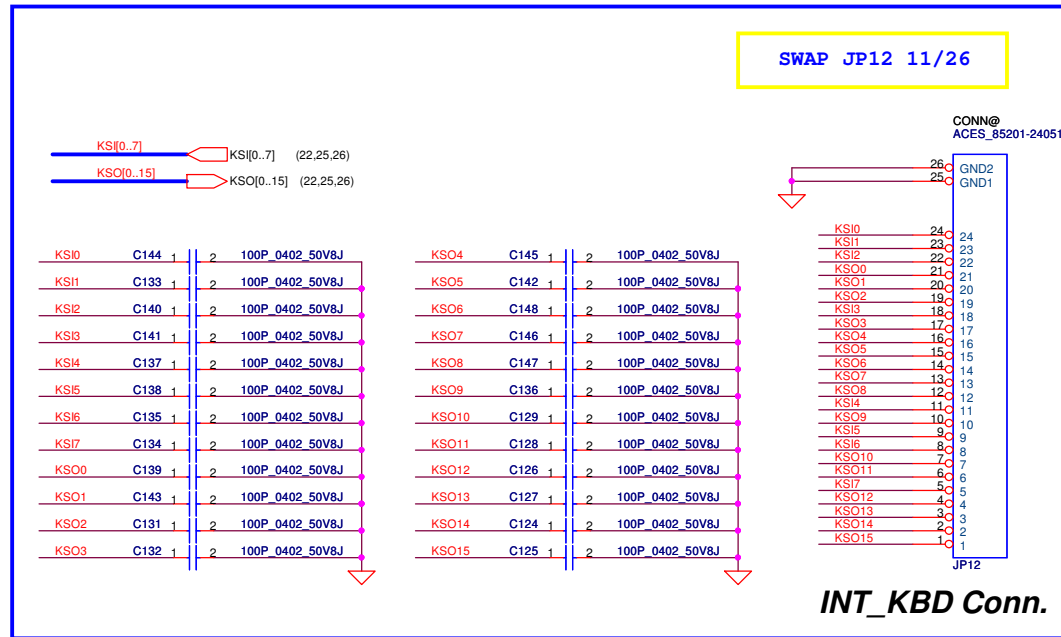 SWAP JP12 11/26
CONN@
ACES_85201-24051
KSI[0..7] KSI[0..7] (22,25,26)
KSO[0..15] KSO[0..15] (22,25,26)
26 GND2
25 GND1
KSI0 C144 1 2 100P_0402_50V8J
KSI1 C133 1 2 100P_0402_50V8J
KSI2 C140 1 2 100P_0402_50V8J
KSI3 C141 1 2 100P_0402_50V8J
KSI4 C137 1 2 100P_0402_50V8J
KSI5 C138 1 2 100P_0402_50V8J
KSI6 C135 1 2 100P_0402_50V8J
KSI7 C134 1 2 100P_0402_50V8J
KSO0 C139 1 2 100P_0402_50V8J
KSO1 C143 1 2 100P_0402_50V8J
KSO2 C131 1 2 100P_0402_50V8J
KSO3 C132 1 2 100P_0402_50V8J
KSO4 C145 1 2 100P_0402_50V8J
KSO5 C142 1 2 100P_0402_50V8J
KSO6 C148 1 2 100P_0402_50V8J
KSO7 C146 1 2 100P_0402_50V8J
KSO8 C147 1 2 100P_0402_50V8J
KSO9 C136 1 2 100P_0402_50V8J
KSO10 C129 1 2 100P_0402_50V8J
KSO11 C128 1 2 100P_0402_50V8J
KSO12 C126 1 2 100P_0402_50V8J
KSO13 C127 1 2 100P_0402_50V8J
KSO14 C124 1 2 100P_0402_50V8J
KSO15 C125 1 2 100P_0402_50V8J
KSI0 24 24
KSI1 23 23
KSI2 22 22
KSO0 21 21
KSO1 20 20
KSO2 19 19
KSI3 18 18
KSO3 17 17
KSO4 16 16
KSO5 15 15
KSO6 14 14
KSO7 13 13
KSO8 12 12
KSI4 11 11
KSO9 10 10
KSI5 9 9
KSI6 8 8
KSO10 7 7
KSO11 6 6
KSI7 5 5
KSO12 4 4
KSO13 3 3
KSO14 2 2
KSO15 1 1
JP12
INT_KBD Conn.